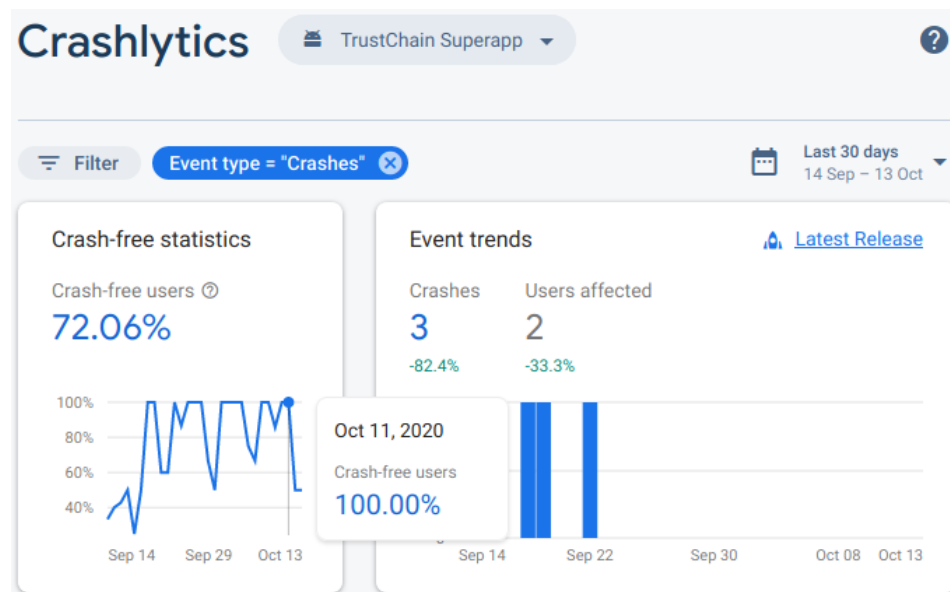 Crashlytics
TrustChain Superapp
Filter
Event type = "Crashes"
Last 30 days
14 Sep – 13 Oct
Crash-free statistics
Crash-free users
72.06%
100%
80%
60%
40%
Sep 14 Sep 29 Oct 13
Oct 11, 2020
Crash-free users
100.00%
Event trends
Latest Release
Crashes Users affected
3 2
-82.4% -33.3%
Sep 14 Sep 22 Sep 30 Oct 08 Oct 13